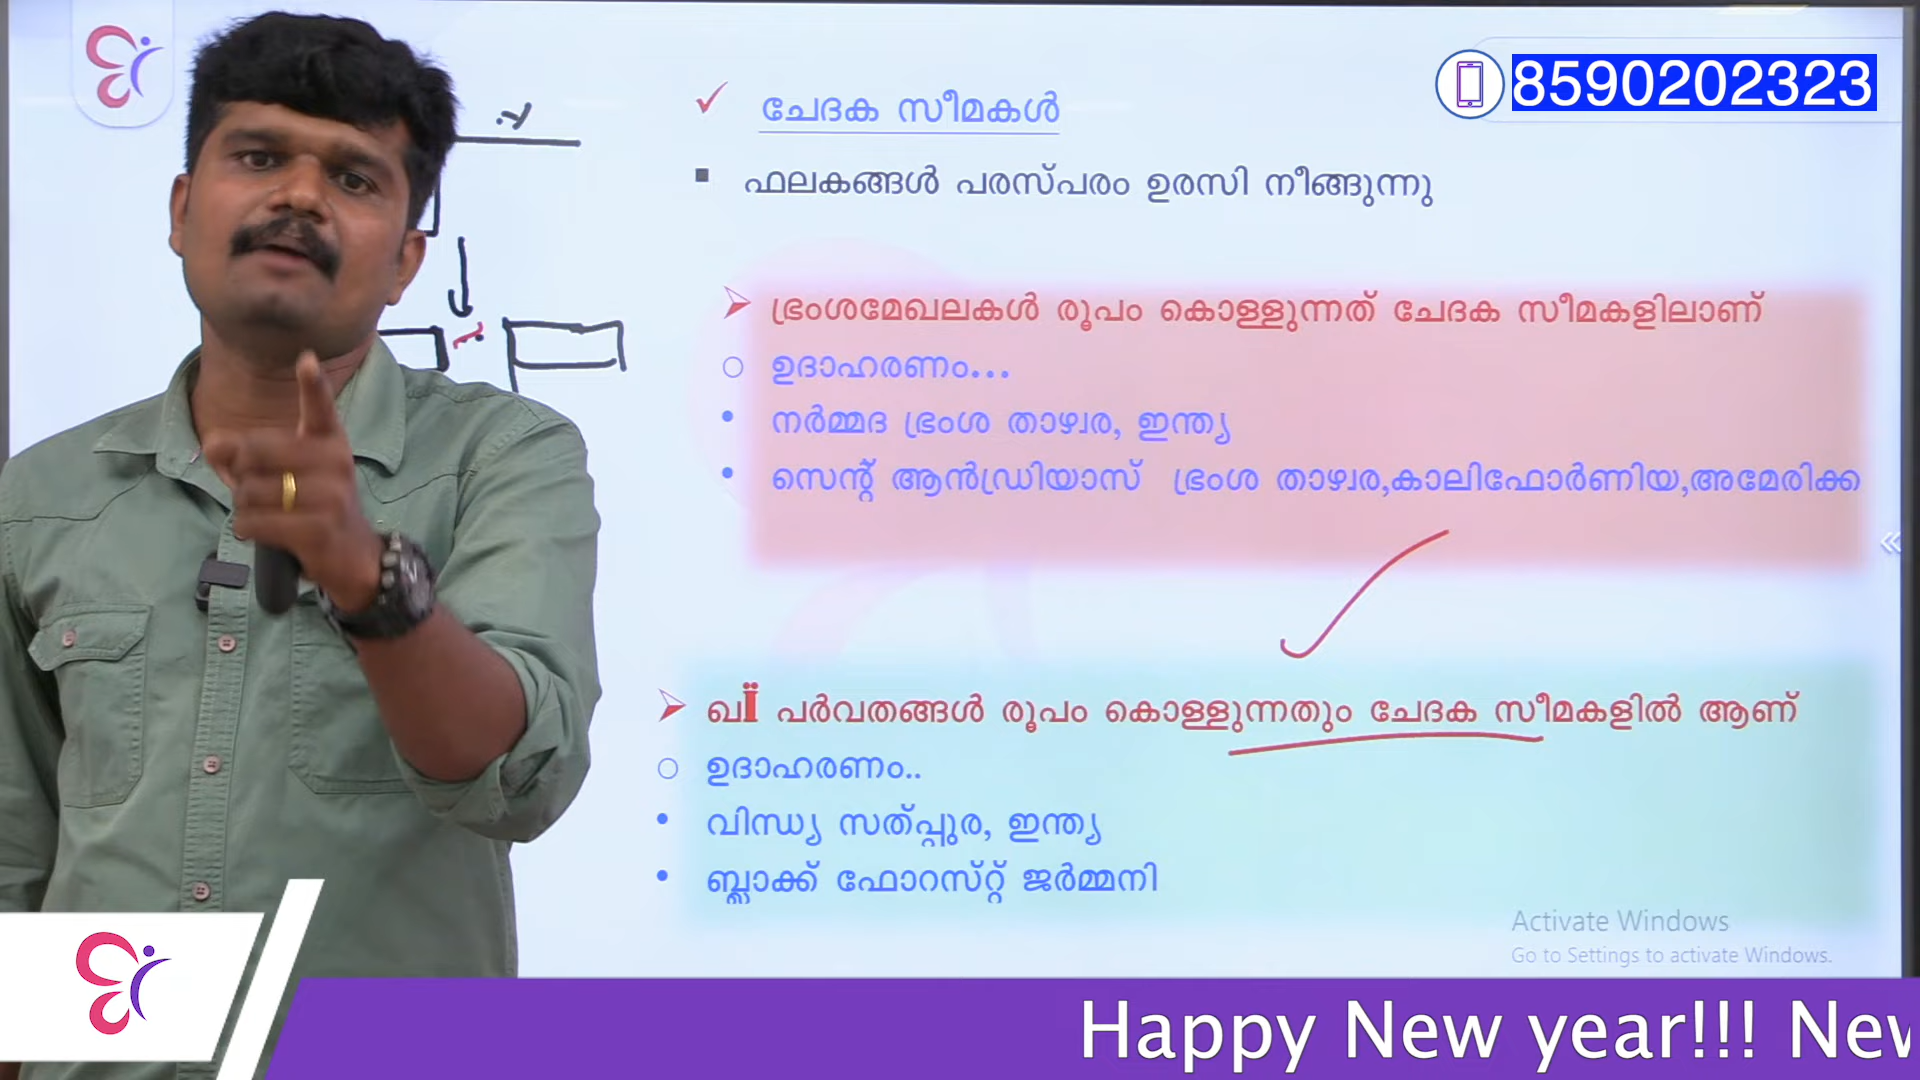 8590202323
ഛേദക സീമകൾ
ഫലകങ്ങൾ പരസ്പരം ഉരസി നീങ്ങുന്നു
ഭ്രംശമേഖലകൾ രൂപം കൊള്ളുന്നത് ഛേദക സീമകളിലാണ്
ഉദാഹരണം...
നർമ്മദ ഭ്രംശ താഴ്വര, ഇന്ത്യ
സെന്റ് ആൻഡ്രിയാസ് ഭ്രംശ താഴ്വര,കാലിഫോർണിയ,അമേരിക്ക
പർവതങ്ങൾ രൂപം കൊള്ളുന്നതും ഛേദക സീമകളിൽ ആണ്
ഉദാഹരണം..
വിന്ധ്യ സത്പ്പുര, ഇന്ത്യ
ബ്ലാക്ക് ഫോറസ്റ്റ് ജർമ്മനി
Activate Windows
Go to Settings to activate Windows.
Happy New year!!! New